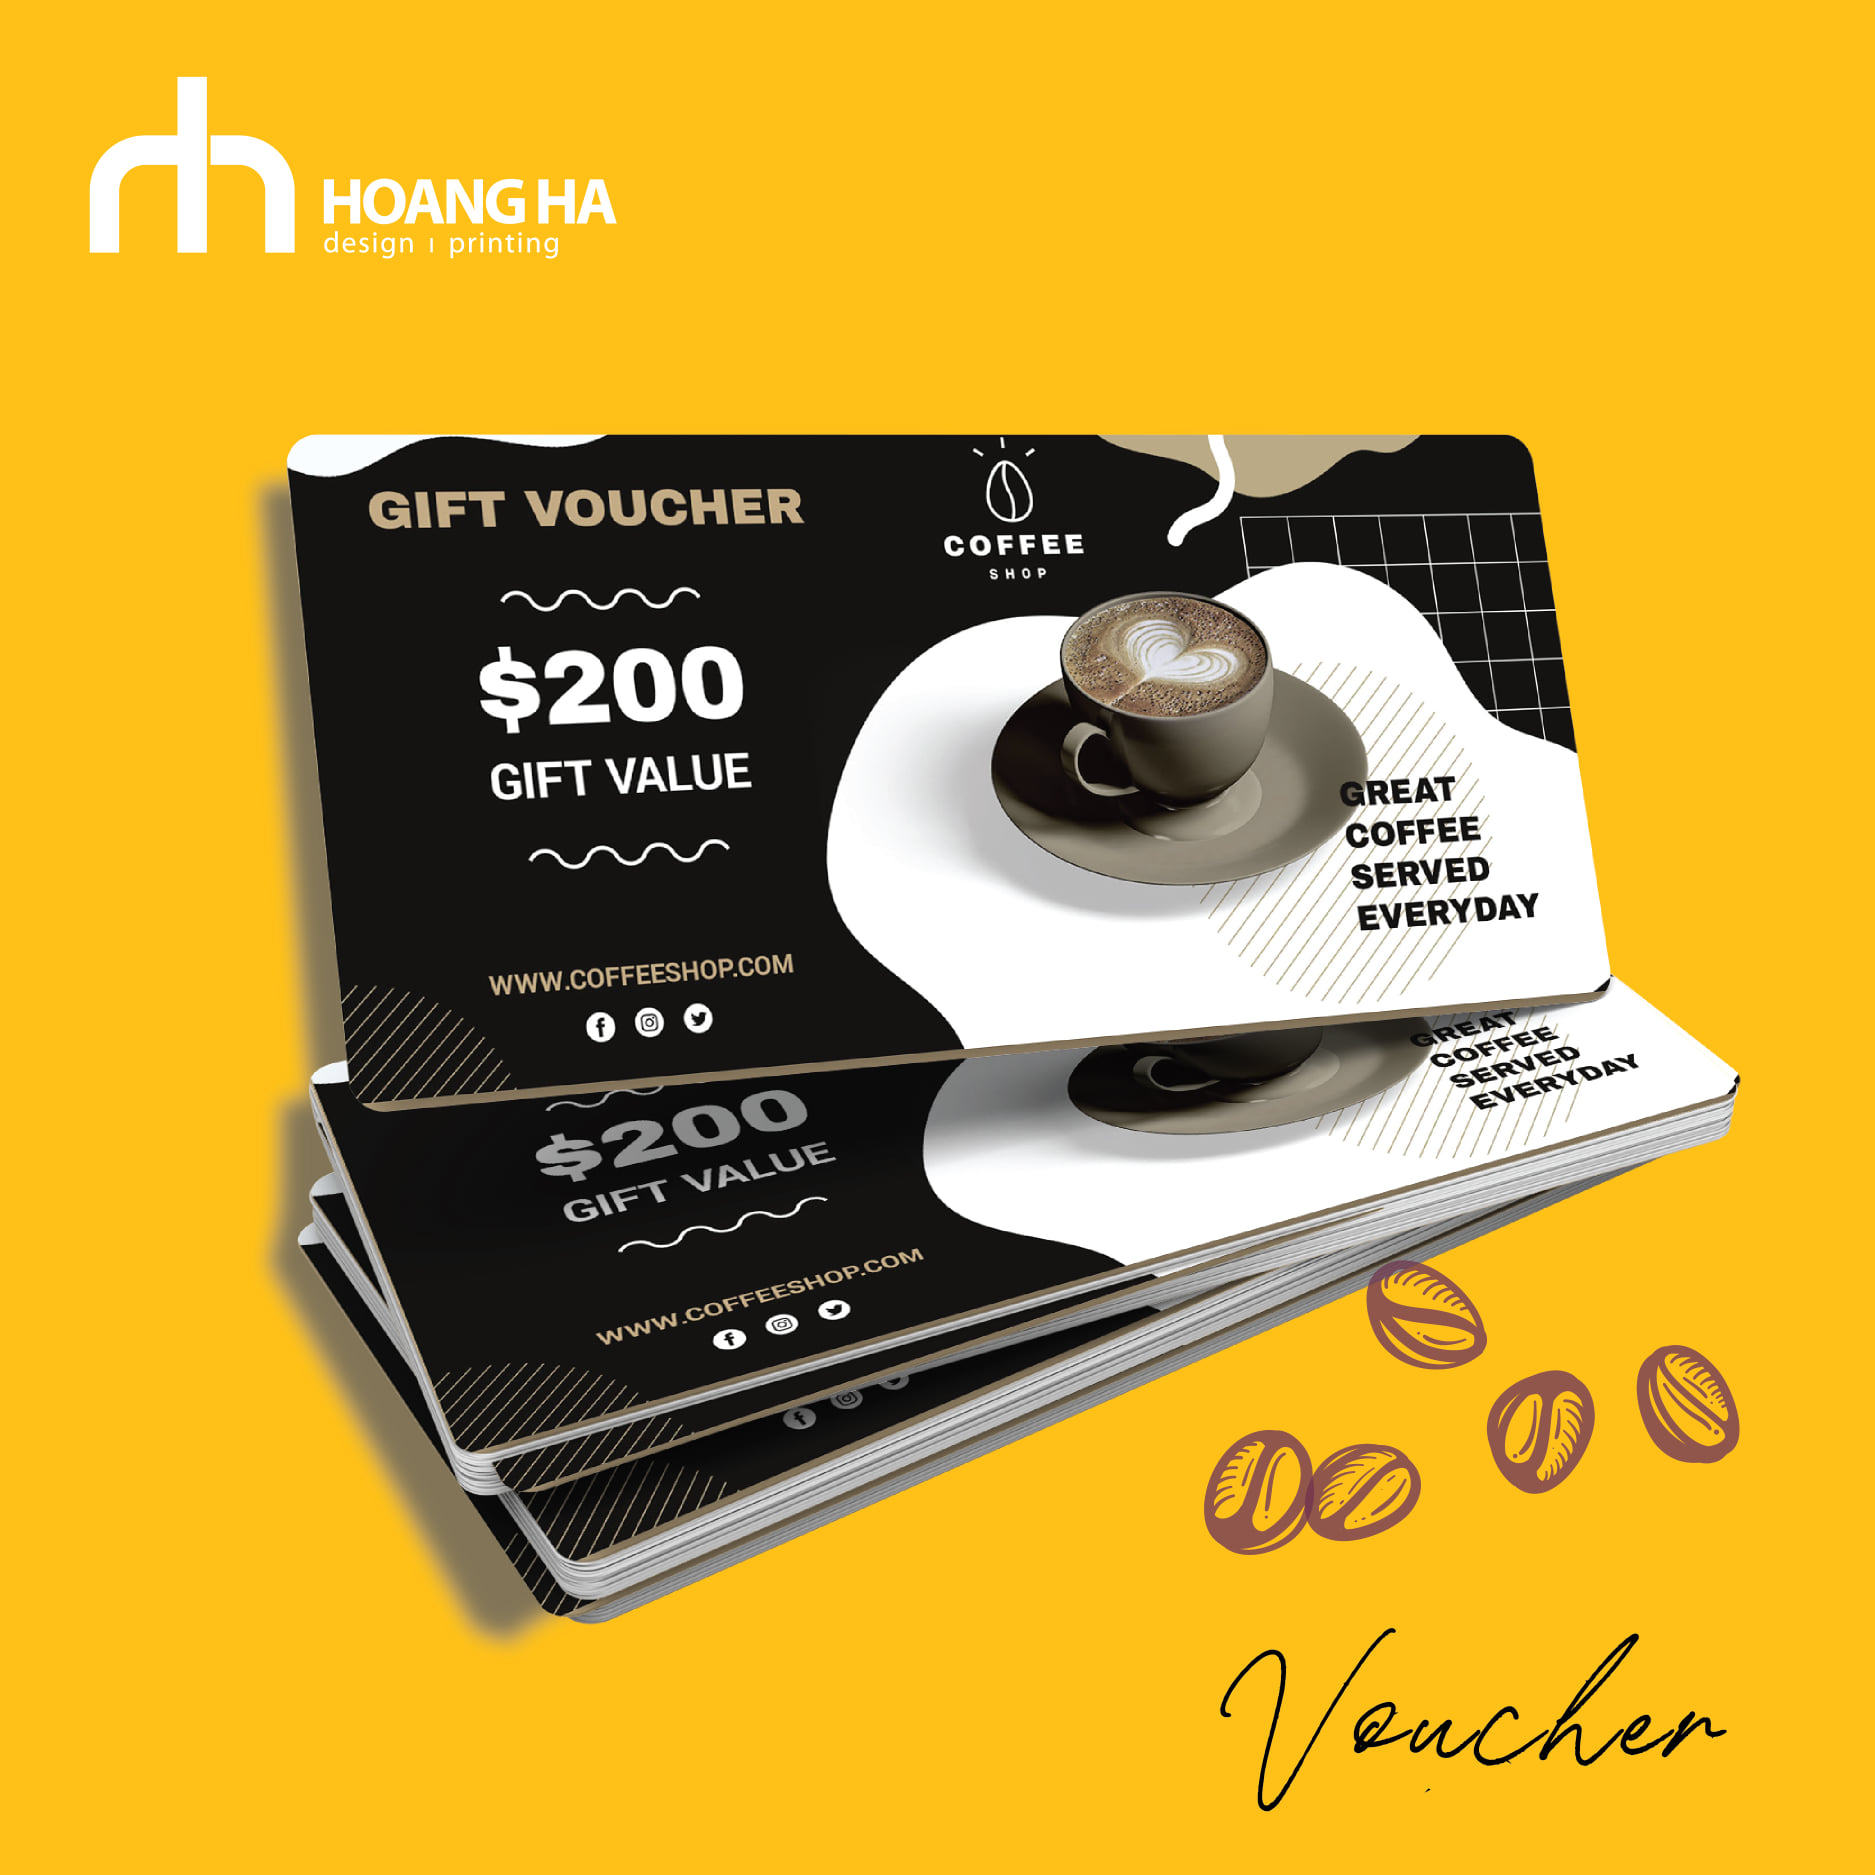 HOANG HA
design | printing
GIFT VOUCHER
COFFEE
SHOP
$200
GIFT VALUE
GREAT
COFFEE
SERVED
EVERYDAY
WWW.COFFEESHOP.COM
GREAT
COFFEE
SERVED
EVERYDAY
$200
GIFT VALUE
WWW.COFFEESHOP.COM
Voucher